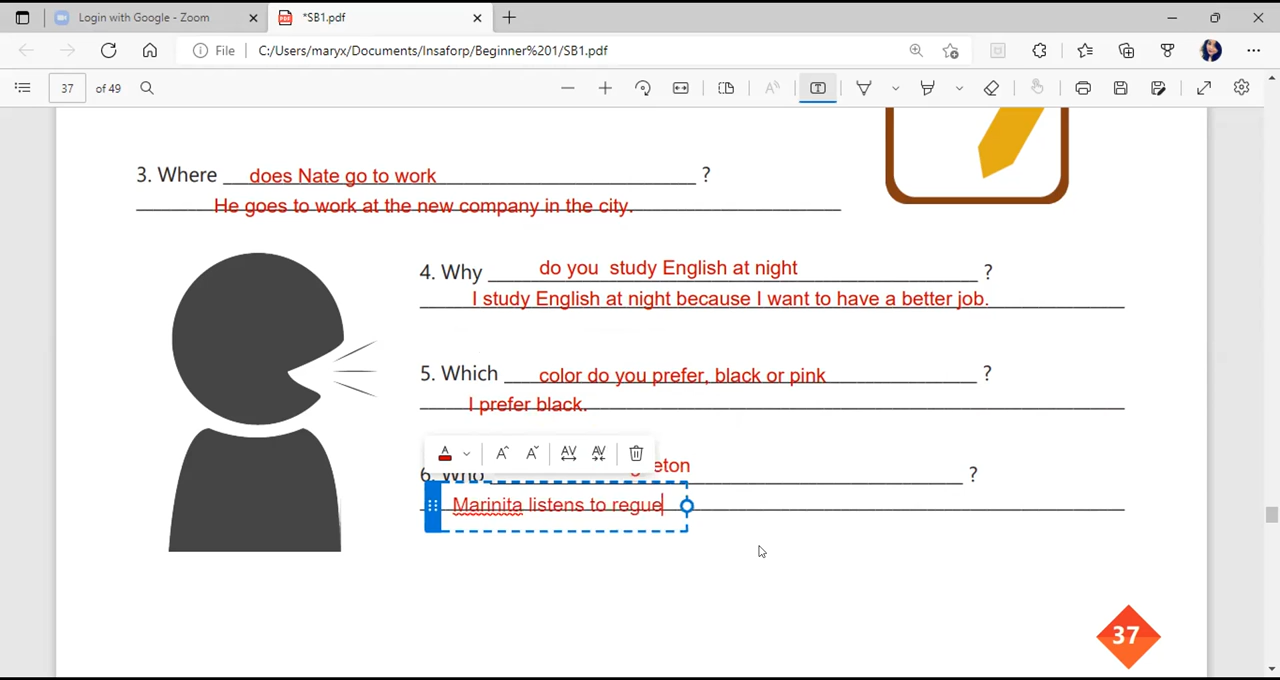 Login with Google - Zoom
*SB1.pdf
File C:/Users/maryx/Documents/Insaforp/Beginner%201/SB1.pdf
37 of 49
3. Where does Nate go to work ?
He goes to work at the new company in the city.
4. Why do you study English at night ?
I study English at night because I want to have a better job.
5. Which color do you prefer, black or pink ?
I prefer black.
6. Who ?
Marinita listens to regue
37